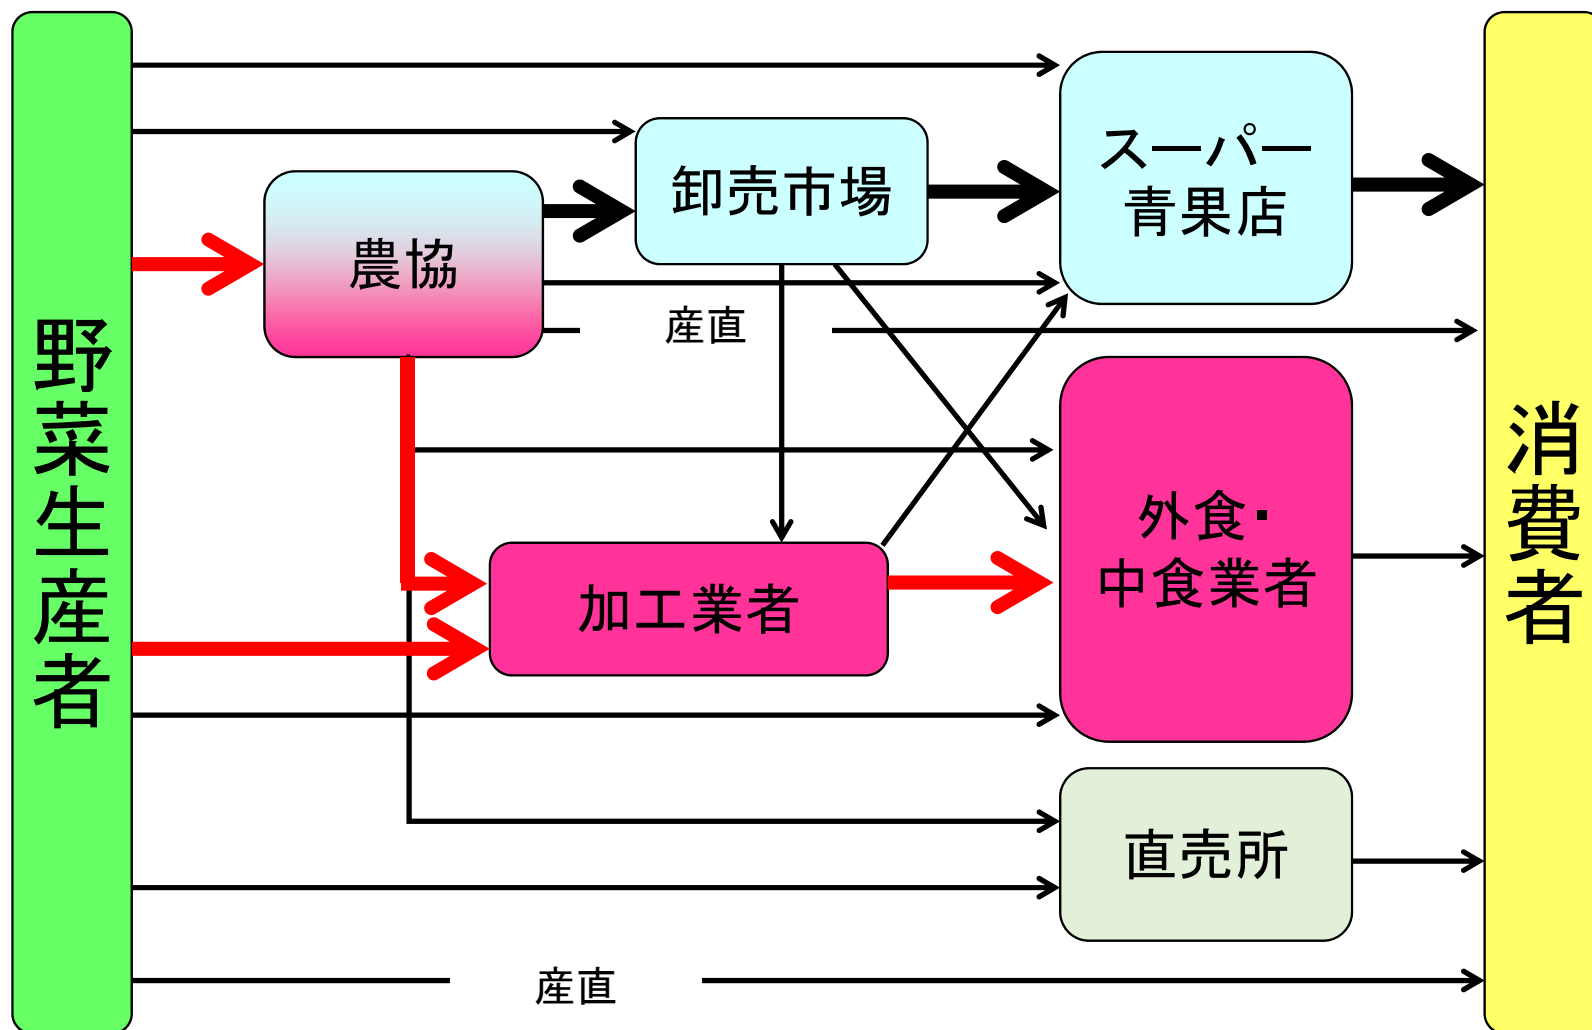 野菜生産者
農協
卸売市場
スーパー
青果店
産直
外食・
中食業者
加工業者
直売所
産直
消費者